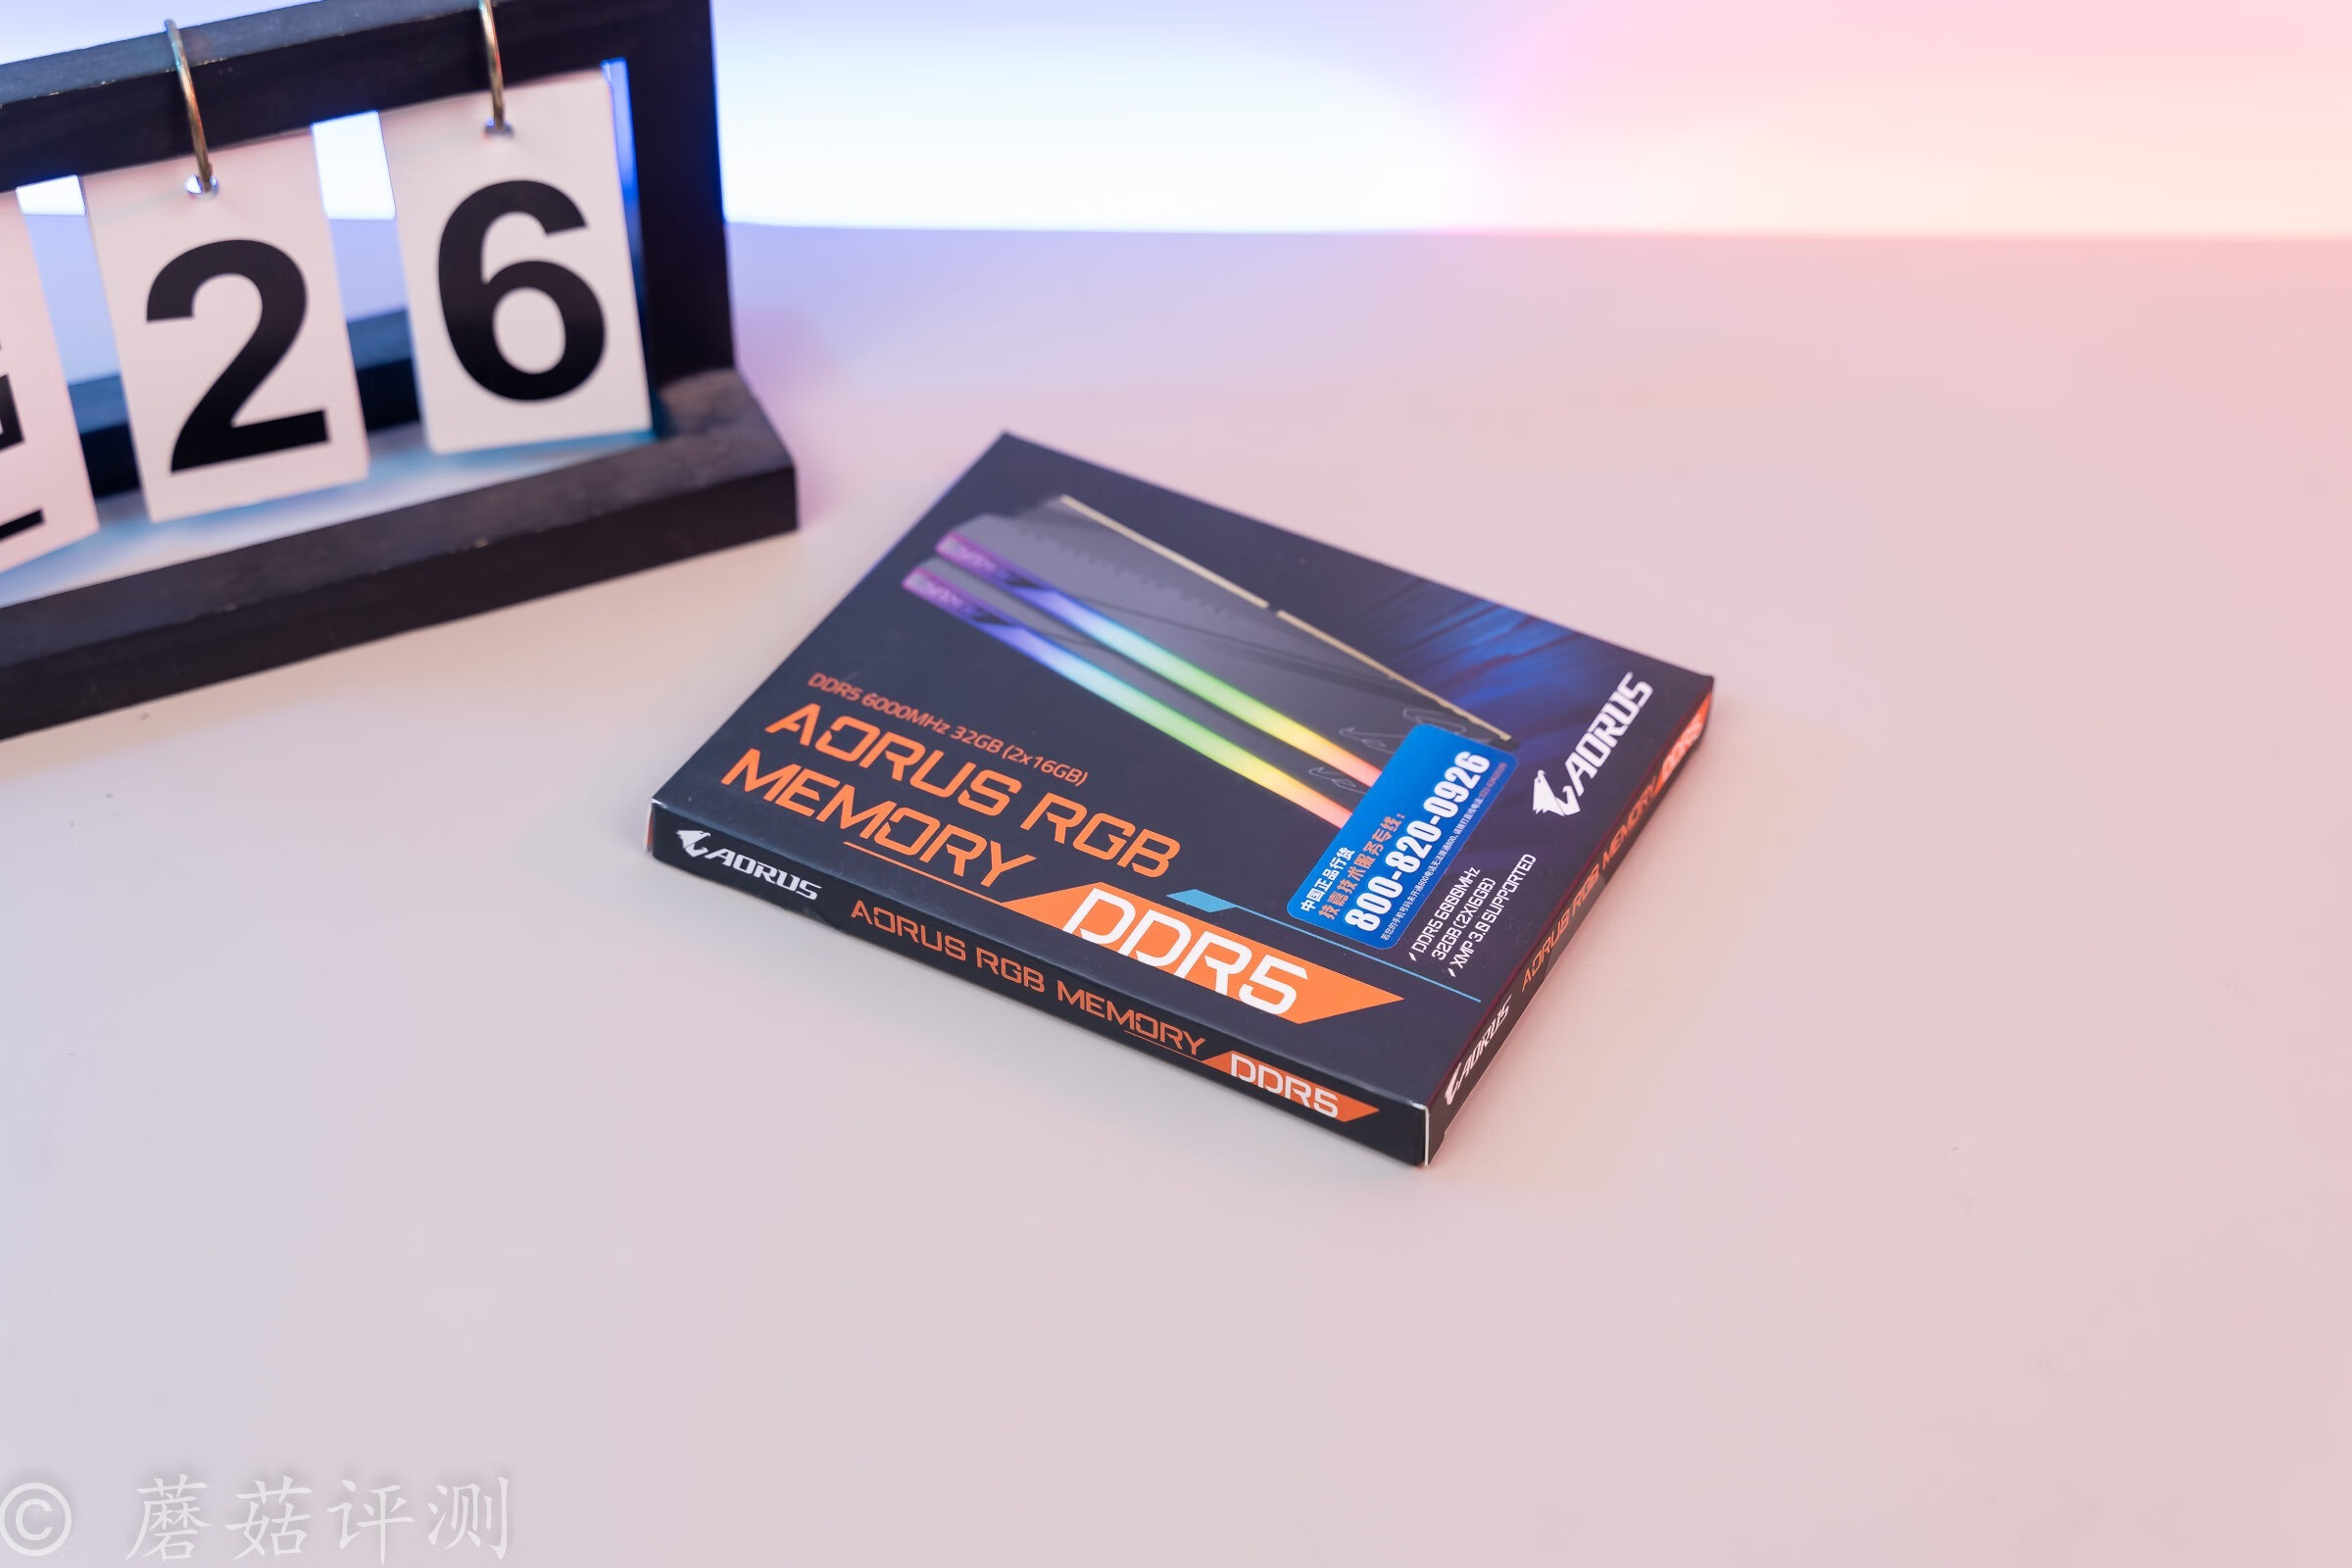 2
6
DDR5 6000MHz 32GB (2x16GB)
AORUS RGB
MEMORY
DDR5
AORUS
中国正品行货
技嘉技术服务专线:
800-820-0926
DDR5 6000MHz
32GB (2X16GB)
XMP 3.0 SUPPORTED
AORUS
AORUS RGB MEMORY
DDR5
AORUS
AORUS RGB MEMORY
DDR5
© 蘑菇评测